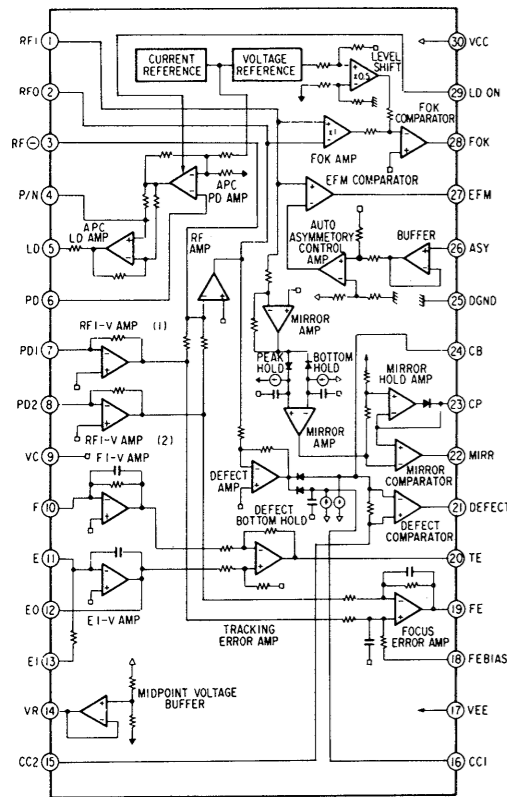 RFI 1
RFO 2
RF⊖ 3
P/N 4
LD 5
PD 6
PD1 7
PD2 8
VC 9
F 10
E 11
EO 12
EI 13
VR 14
CC2 15
30 VCC
29 LD ON
28 FOK
27 EFM
26 ASY
25 DGND
24 CB
23 CP
22 MIRR
21 DEFECT
20 TE
19 FE
18 FEBIAS
17 VEE
16 CC1
CURRENT
REFERENCE
VOLTAGE
REFERENCE
LEVEL
SHIFT
x0.5
x1
FOK AMP
FOK
COMPARATOR
APC
PD AMP
APC
LD AMP
RF
AMP
EFM COMPARATOR
AUTO
ASYMMETORY
CONTROL
AMP
BUFFER
MIRROR
AMP
RFI-V AMP (1)
RFI-V AMP (2)
PEAK
HOLD
BOTTOM
HOLD
MIRROR
HOLD AMP
MIRROR
AMP
MIRROR
COMPARATOR
DEFECT
AMP
DEFECT
BOTTOM HOLD
DEFECT
COMPARATOR
FI-V AMP
EI-V AMP
TRACKING
ERROR AMP
FOCUS
ERROR AMP
MIDPOINT VOLTAGE
BUFFER